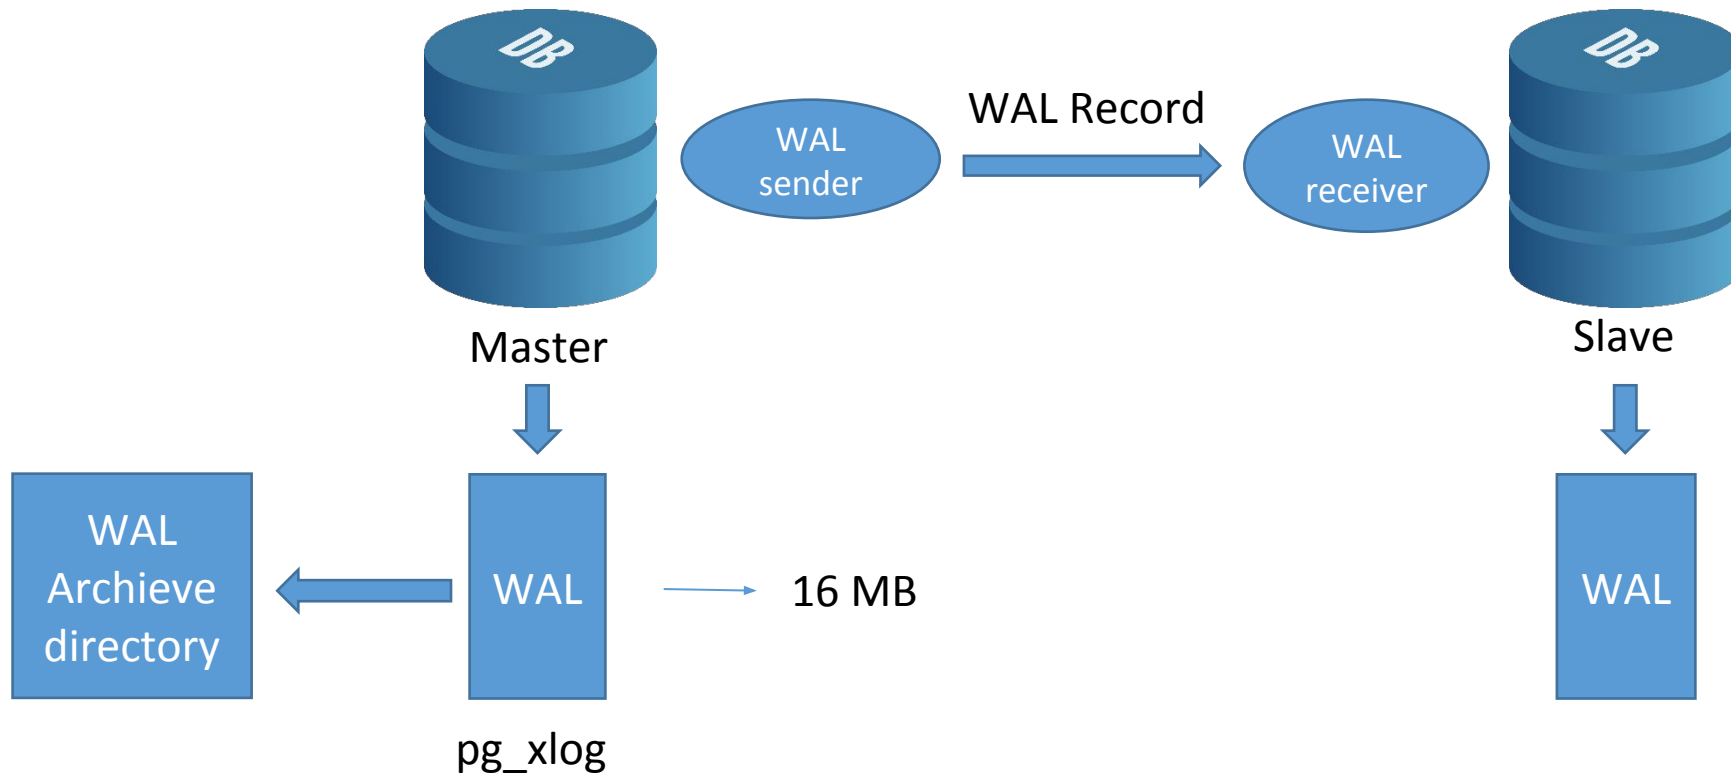 DB
DB
WAL
sender
WAL Record
WAL
receiver
Master
Slave
WAL
Archieve
directory
WAL
16 MB
WAL
pg_xlog